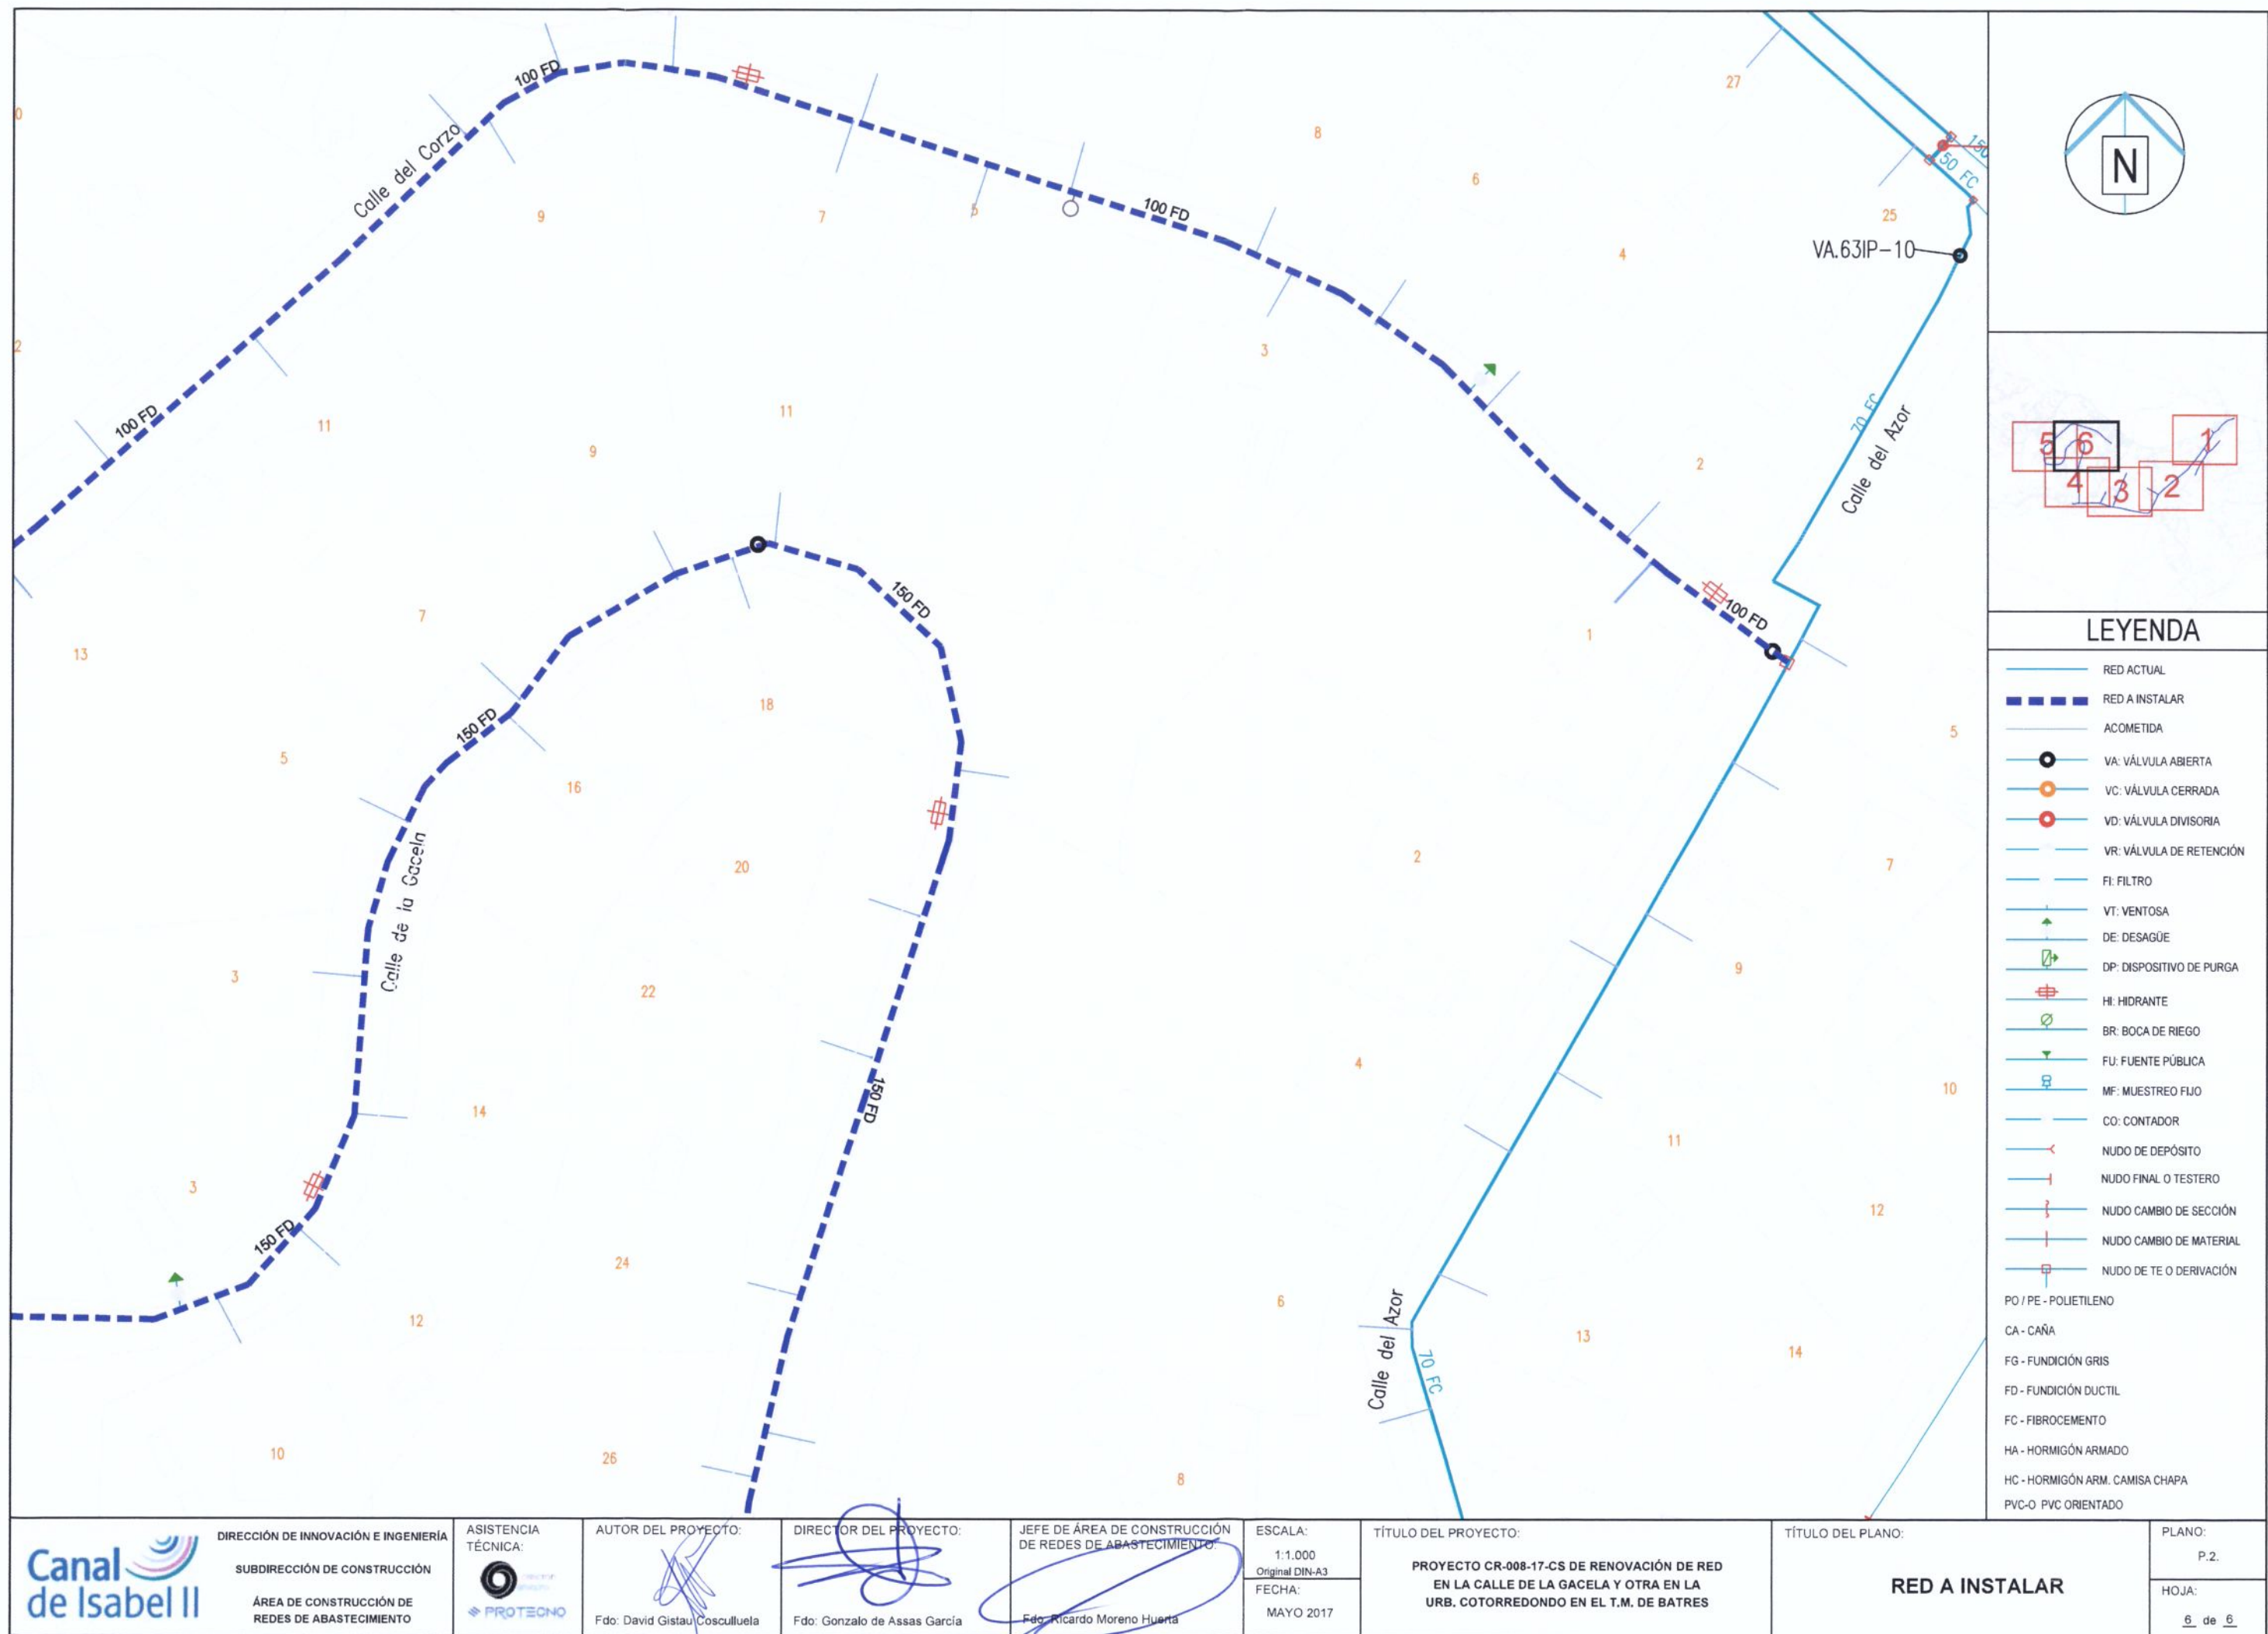 100 FD
Calle del Corzo
27
8
150
50 FC
6
25
VA.63IP-10
4
0
9
7
5
100 FD
N
2
3
11
100 FD
11
9
2
70 FC
Calle del Azor
5
6
1
4
3
2
13
7
150 FD
1
100 FD
18
150 FD
5
16
5
Calle de la Gacela
20
2
7
3
22
9
4
10
14
150 FD
11
3
150 FD
12
24
6
12
13
14
Calle del Azor
70 FC
10
26
8
LEYENDA
RED ACTUAL
RED A INSTALAR
ACOMETIDA
VA: VÁLVULA ABIERTA
VC: VÁLVULA CERRADA
VD: VÁLVULA DIVISORIA
VR: VÁLVULA DE RETENCIÓN
FI: FILTRO
VT: VENTOSA
DE: DESAGÜE
DP: DISPOSITIVO DE PURGA
HI: HIDRANTE
BR: BOCA DE RIEGO
FU: FUENTE PÚBLICA
MF: MUESTREO FIJO
CO: CONTADOR
NUDO DE DEPÓSITO
NUDO FINAL O TESTERO
NUDO CAMBIO DE SECCIÓN
NUDO CAMBIO DE MATERIAL
NUDO DE TE O DERIVACIÓN
PO / PE - POLIETILENO
CA - CAÑA
FG - FUNDICIÓN GRIS
FD - FUNDICIÓN DUCTIL
FC - FIBROCEMENTO
HA - HORMIGÓN ARMADO
HC - HORMIGÓN ARM. CAMISA CHAPA
PVC-O PVC ORIENTADO
Canal
de Isabel II
DIRECCIÓN DE INNOVACIÓN E INGENIERÍA
SUBDIRECCIÓN DE CONSTRUCCIÓN
ÁREA DE CONSTRUCCIÓN DE
REDES DE ABASTECIMIENTO
ASISTENCIA
TÉCNICA:
PROTECNO
AUTOR DEL PROYECTO:
Fdo: David Gistau Cosculluela
DIRECTOR DEL PROYECTO:
Fdo: Gonzalo de Assas García
JEFE DE ÁREA DE CONSTRUCCIÓN
DE REDES DE ABASTECIMIENTO:
Fdo: Ricardo Moreno Huerta
ESCALA:
1:1.000
Original DIN-A3
FECHA:
MAYO 2017
TÍTULO DEL PROYECTO:
PROYECTO CR-008-17-CS DE RENOVACIÓN DE RED
EN LA CALLE DE LA GACELA Y OTRA EN LA
URB. COTORREDONDO EN EL T.M. DE BATRES
TÍTULO DEL PLANO:
RED A INSTALAR
PLANO:
P.2.
HOJA:
6 de 6